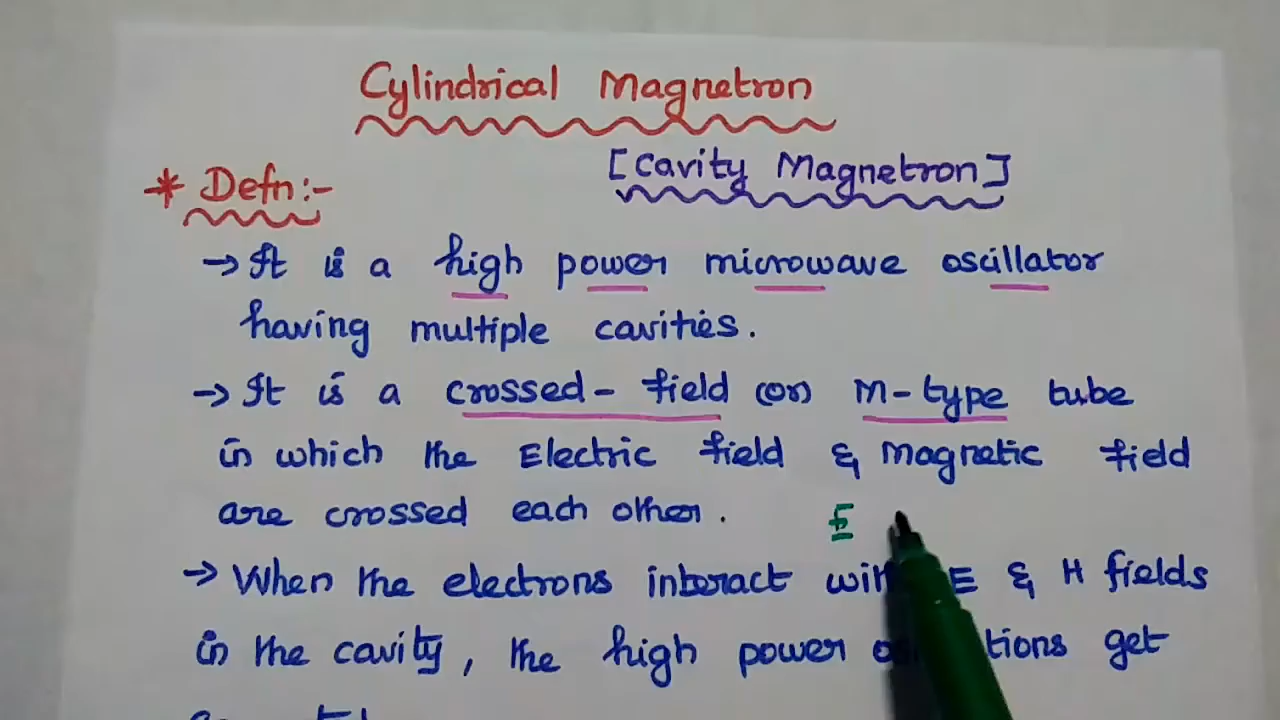 Cylindrical Magnetron
[Cavity Magnetron]
* Defn:-
→ It is a high power microwave oscillator
having multiple cavities.
→ It is a crossed-field (or) M-type tube
in which the Electric field & Magnetic field
are crossed each other. E
→ When the electrons interact with E & H fields
in the cavity, the high power get